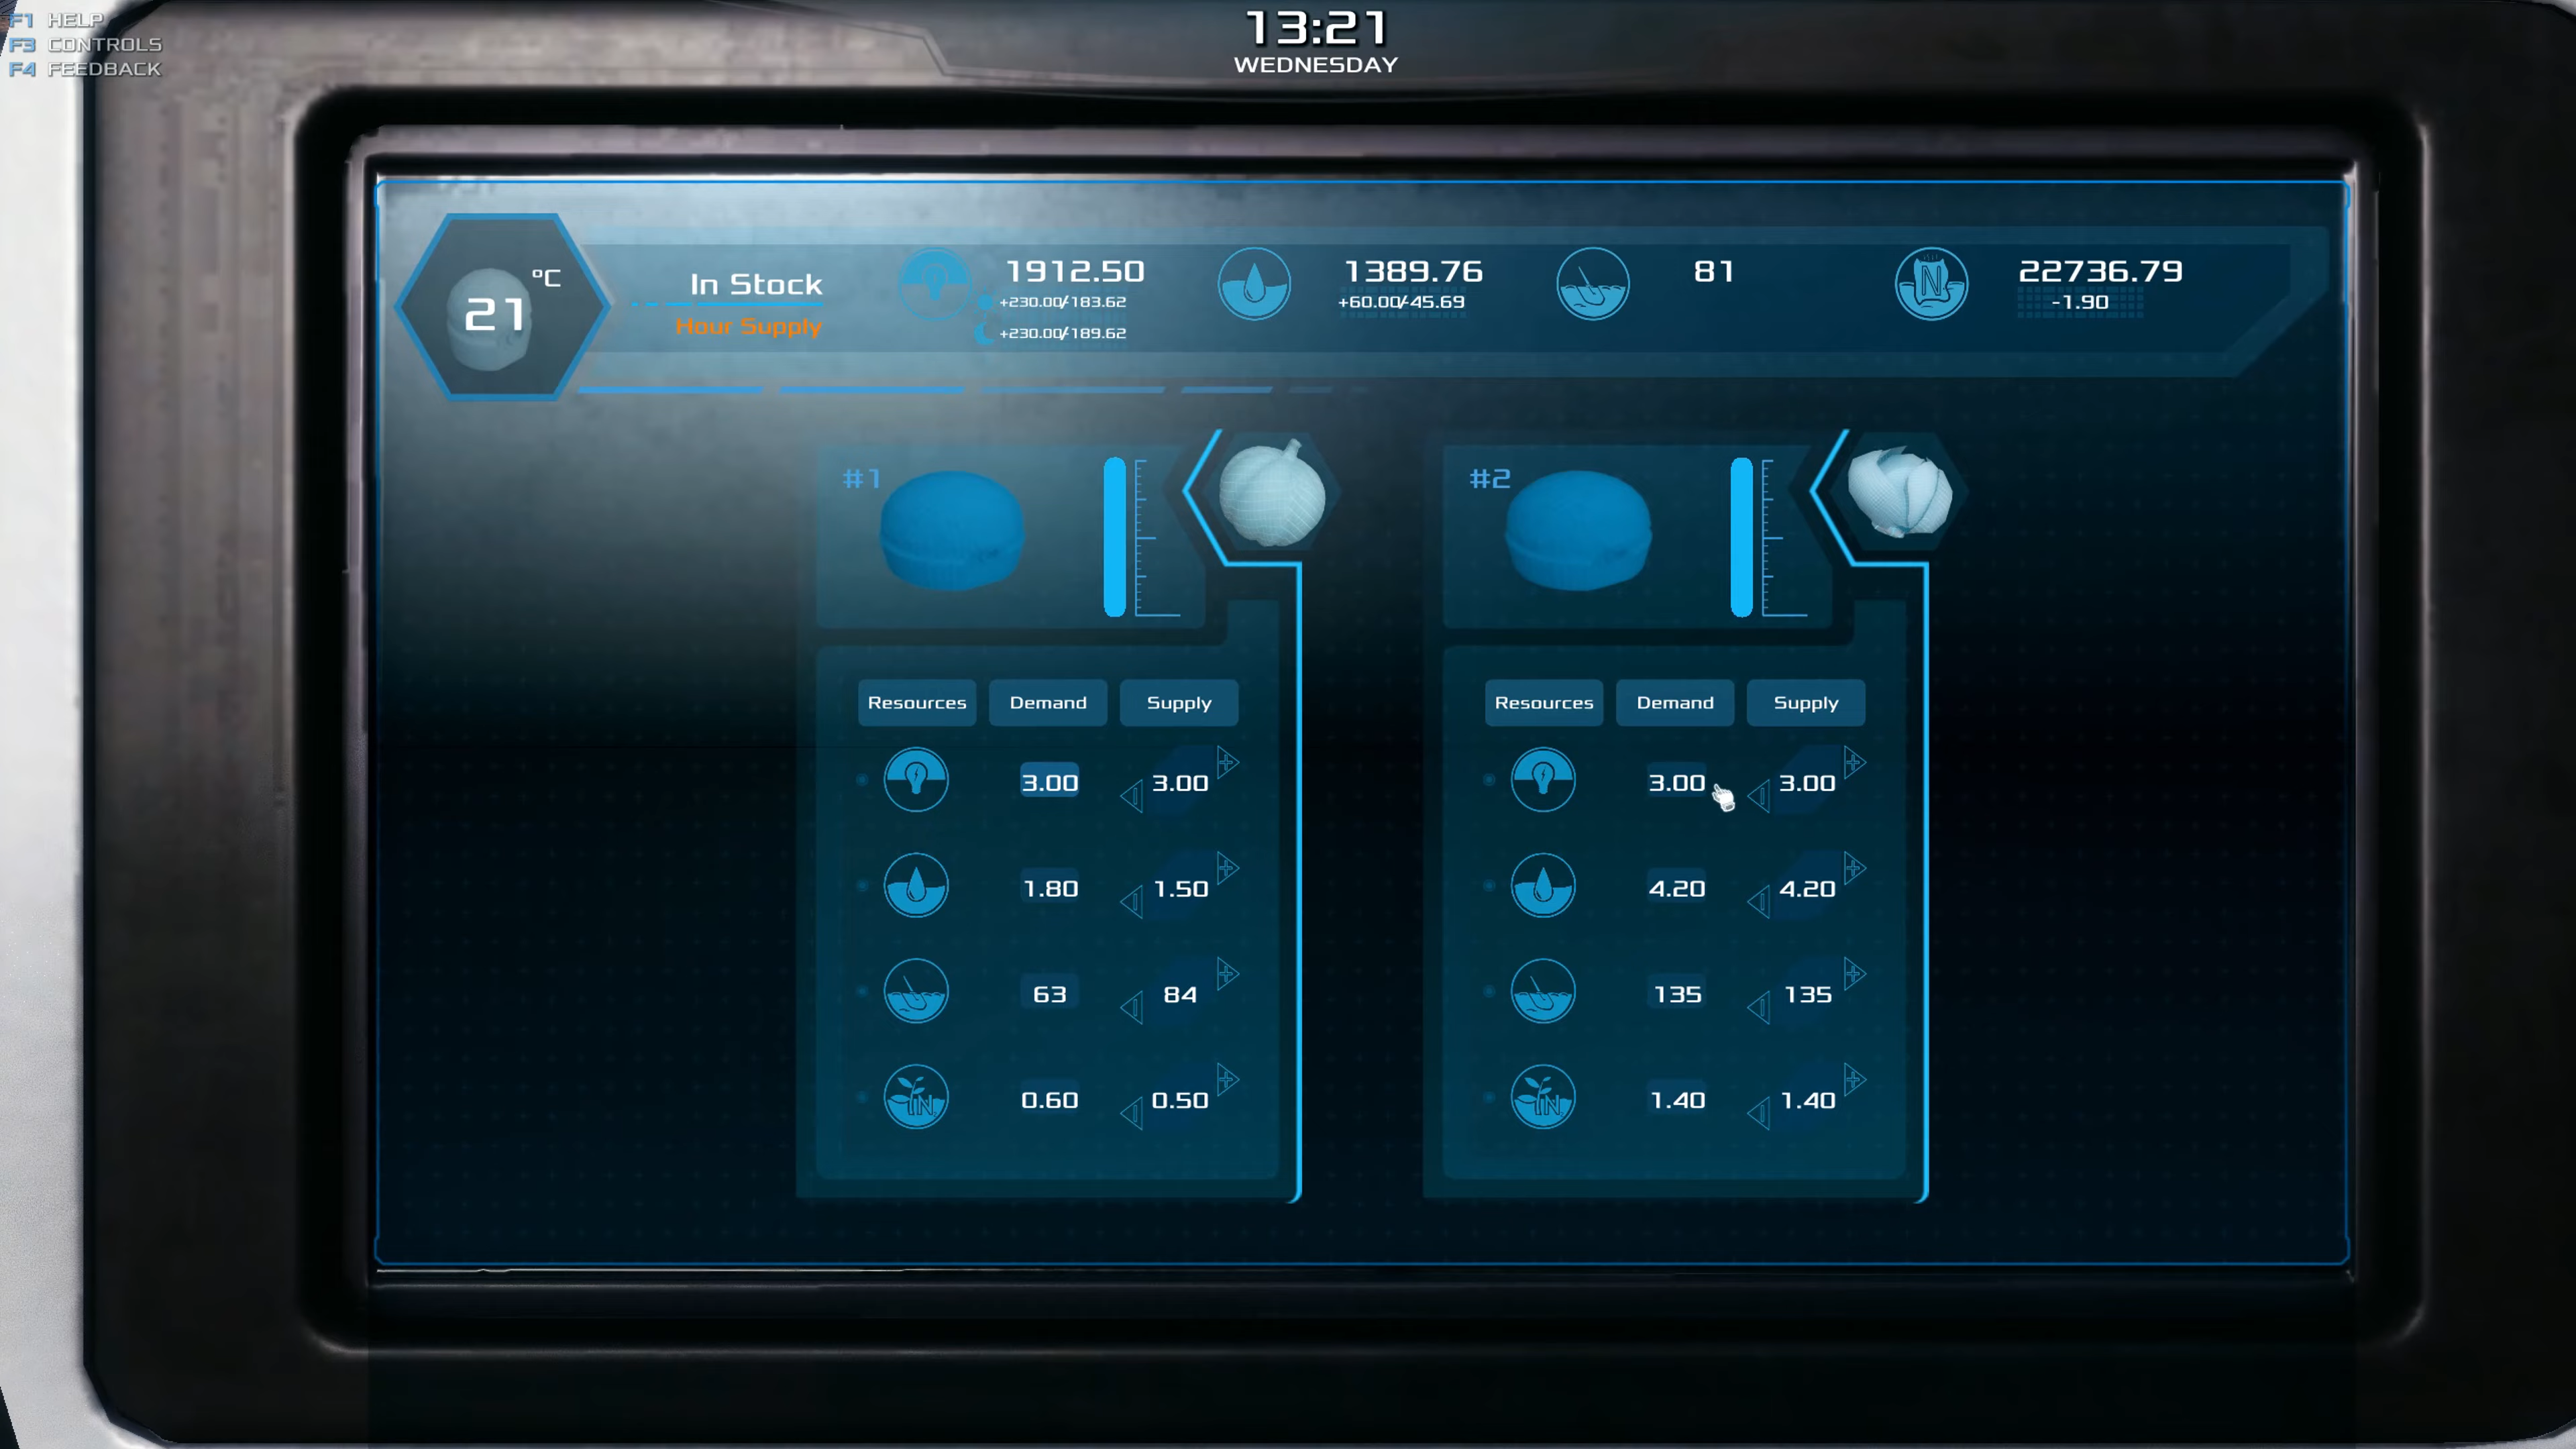 F1 HELP
F3 CONTROLS
F4 FEEDBACK
13:21
WEDNESDAY
21 °C
In Stock
Hour Supply
1912.50
+230.00/-183.62
+230.00/-189.62
1389.76
+60.00/-45.69
81
N
22736.79
-1.90
#1
Resources Demand Supply
3.00 3.00
1.80 1.50
63 84
IN 0.60 0.50
#2
Resources Demand Supply
3.00 3.00
4.20 4.20
135 135
IN 1.40 1.40